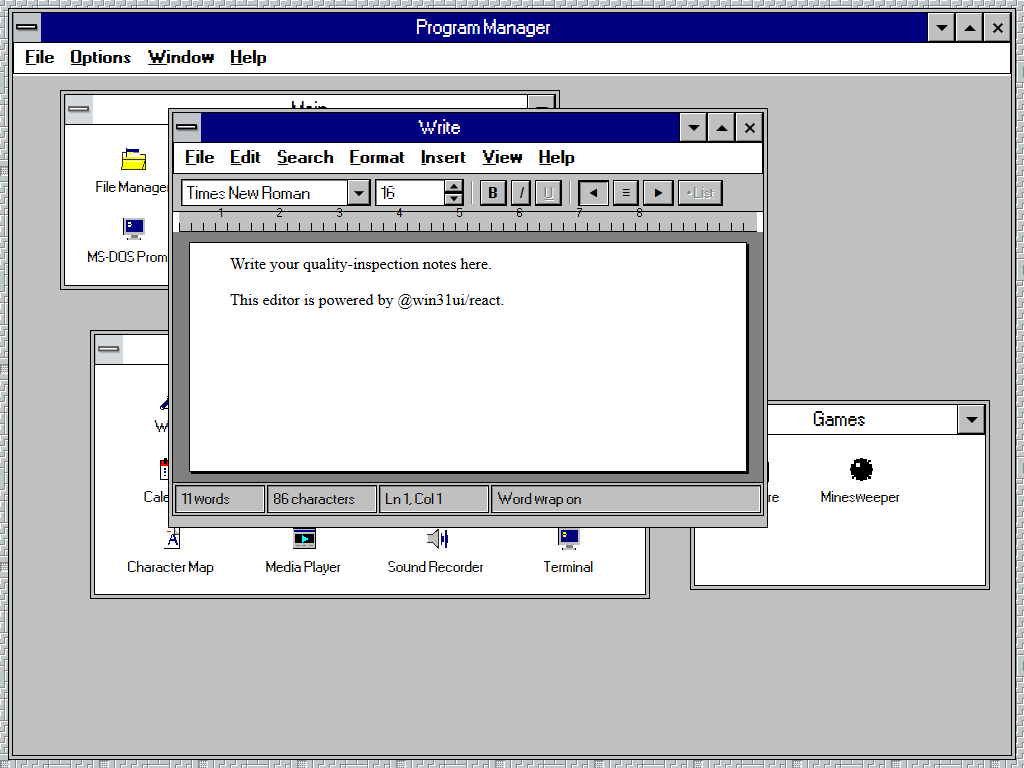 Program Manager
File Options Window Help
Main
Write
File Edit Search Format Insert View Help
Times New Roman 16 B I U •List
1 2 3 4 5 6 7 8
Write your quality-inspection notes here.
This editor is powered by @win31ui/react.
11 words 86 characters Ln 1, Col 1 Word wrap on
File Manager
MS-DOS Prom
W
Cale
Character Map Media Player Sound Recorder Terminal
Games
re Minesweeper